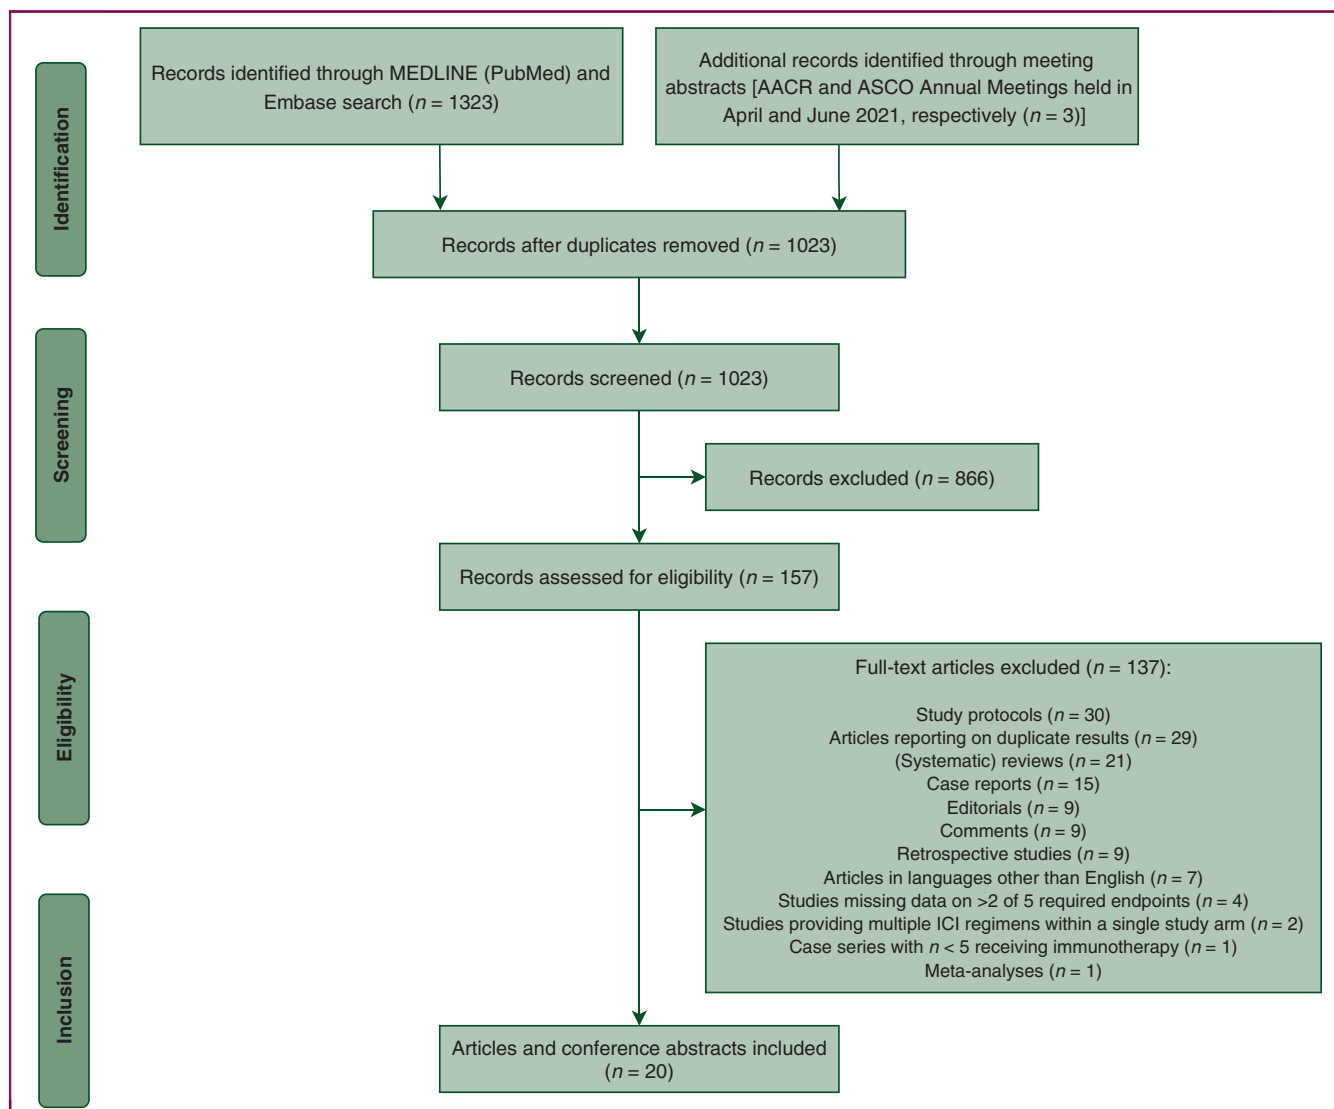 Identification
Records identified through MEDLINE (PubMed) and
Embase search (n = 1323)
Additional records identified through meeting
abstracts [AACR and ASCO Annual Meetings held in
April and June 2021, respectively (n = 3)]
Records after duplicates removed (n = 1023)
Screening
Records screened (n = 1023)
Records excluded (n = 866)
Records assessed for eligibility (n = 157)
Eligibility
Full-text articles excluded (n = 137):
Study protocols (n = 30)
Articles reporting on duplicate results (n = 29)
(Systematic) reviews (n = 21)
Case reports (n = 15)
Editorials (n = 9)
Comments (n = 9)
Retrospective studies (n = 9)
Articles in languages other than English (n = 7)
Studies missing data on >2 of 5 required endpoints (n = 4)
Studies providing multiple ICI regimens within a single study arm (n = 2)
Case series with n < 5 receiving immunotherapy (n = 1)
Meta-analyses (n = 1)
Inclusion
Articles and conference abstracts included
(n = 20)